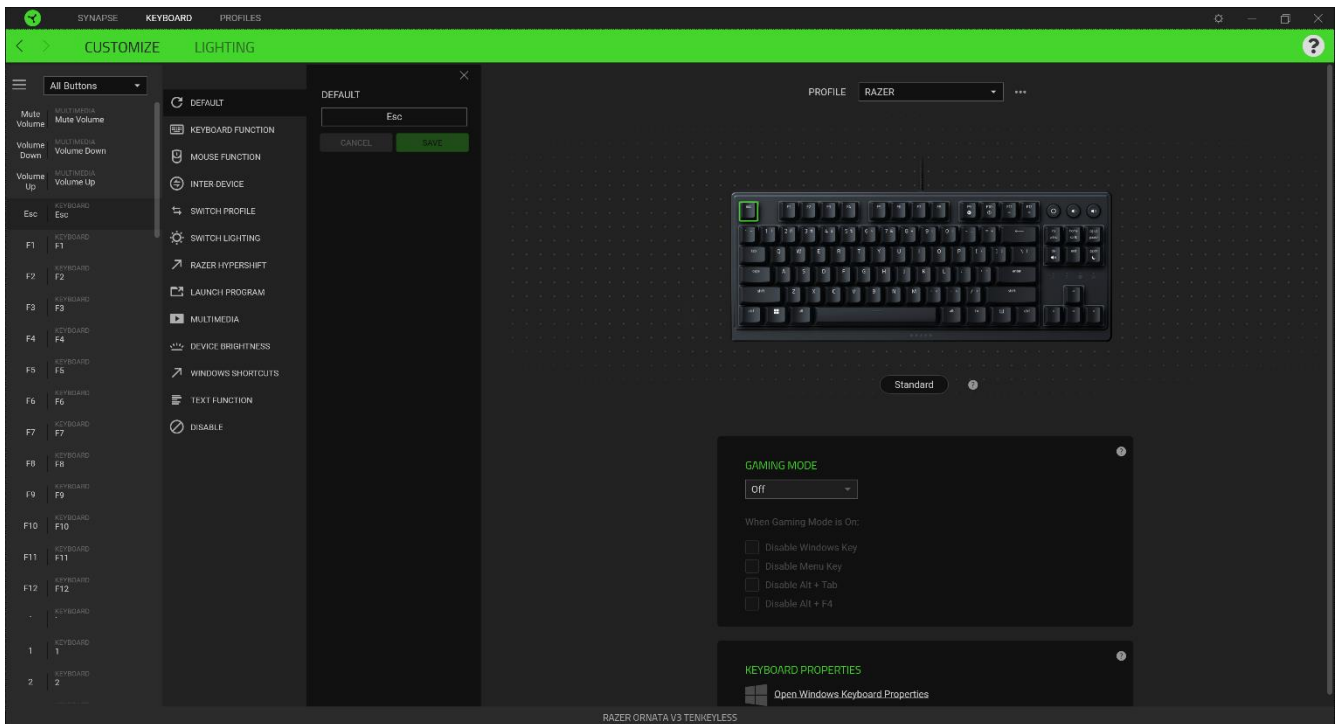 SYNAPSE KEYBOARD PROFILES
CUSTOMIZE LIGHTING
All Buttons
Mute Volume MULTIMEDIA Mute Volume
Volume Down MULTIMEDIA Volume Down
Volume Up MULTIMEDIA Volume Up
Esc KEYBOARD Esc
F1 KEYBOARD F1
F2 KEYBOARD F2
F3 KEYBOARD F3
F4 KEYBOARD F4
F5 KEYBOARD F5
F6 KEYBOARD F6
F7 KEYBOARD F7
F8 KEYBOARD F8
F9 KEYBOARD F9
F10 KEYBOARD F10
F11 KEYBOARD F11
F12 KEYBOARD F12
KEYBOARD
1 KEYBOARD 1
2 KEYBOARD 2
DEFAULT
KEYBOARD FUNCTION
MOUSE FUNCTION
INTER-DEVICE
SWITCH PROFILE
SWITCH LIGHTING
RAZER HYPERSHIFT
LAUNCH PROGRAM
MULTIMEDIA
DEVICE BRIGHTNESS
WINDOWS SHORTCUTS
TEXT FUNCTION
DISABLE
DEFAULT
Esc
CANCEL SAVE
PROFILE RAZER
Standard
GAMING MODE
Off
When Gaming Mode is On:
Disable Windows Key
Disable Menu Key
Disable Alt + Tab
Disable Alt + F4
KEYBOARD PROPERTIES
Open Windows Keyboard Properties
RAZER ORNATA V3 TENKEYLESS